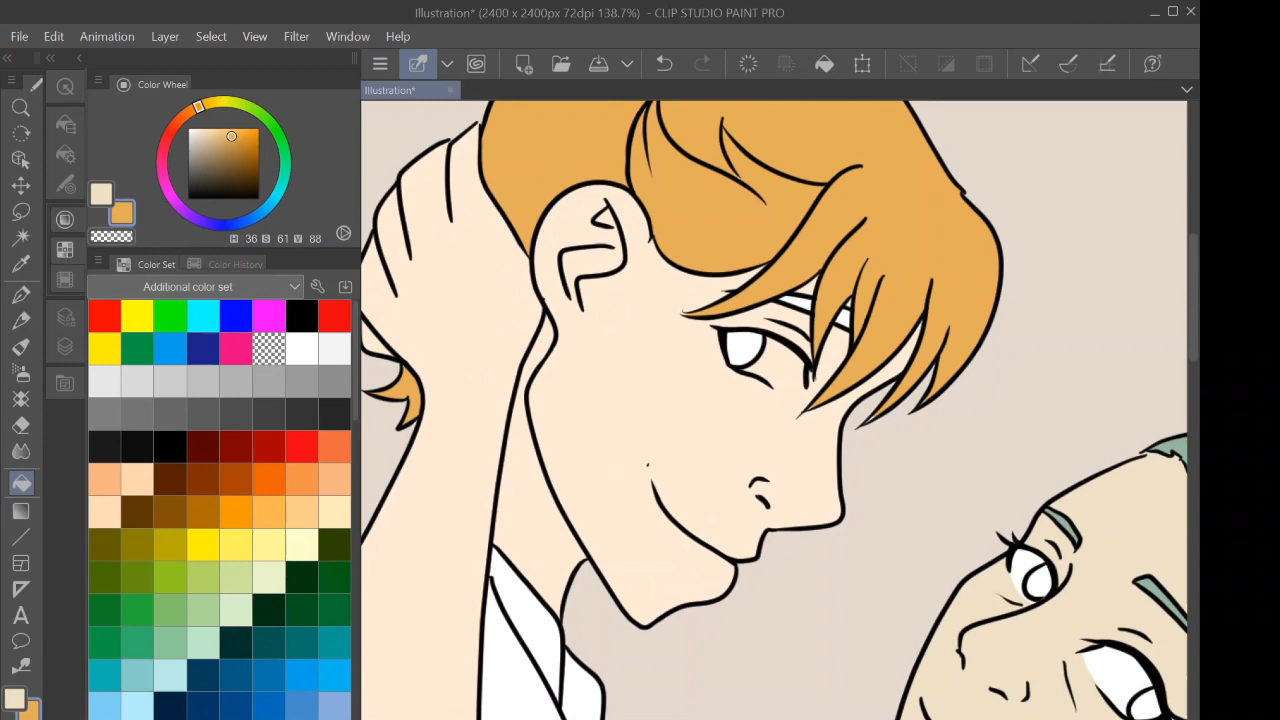 Illustration* (2400 x 2400px 72dpi 138.7%) - CLIP STUDIO PAINT PRO
File Edit Animation Layer Select View Filter Window Help
Illustration*
Color Wheel
H 36 S 61 V 88
Color Set Color History
Additional color set